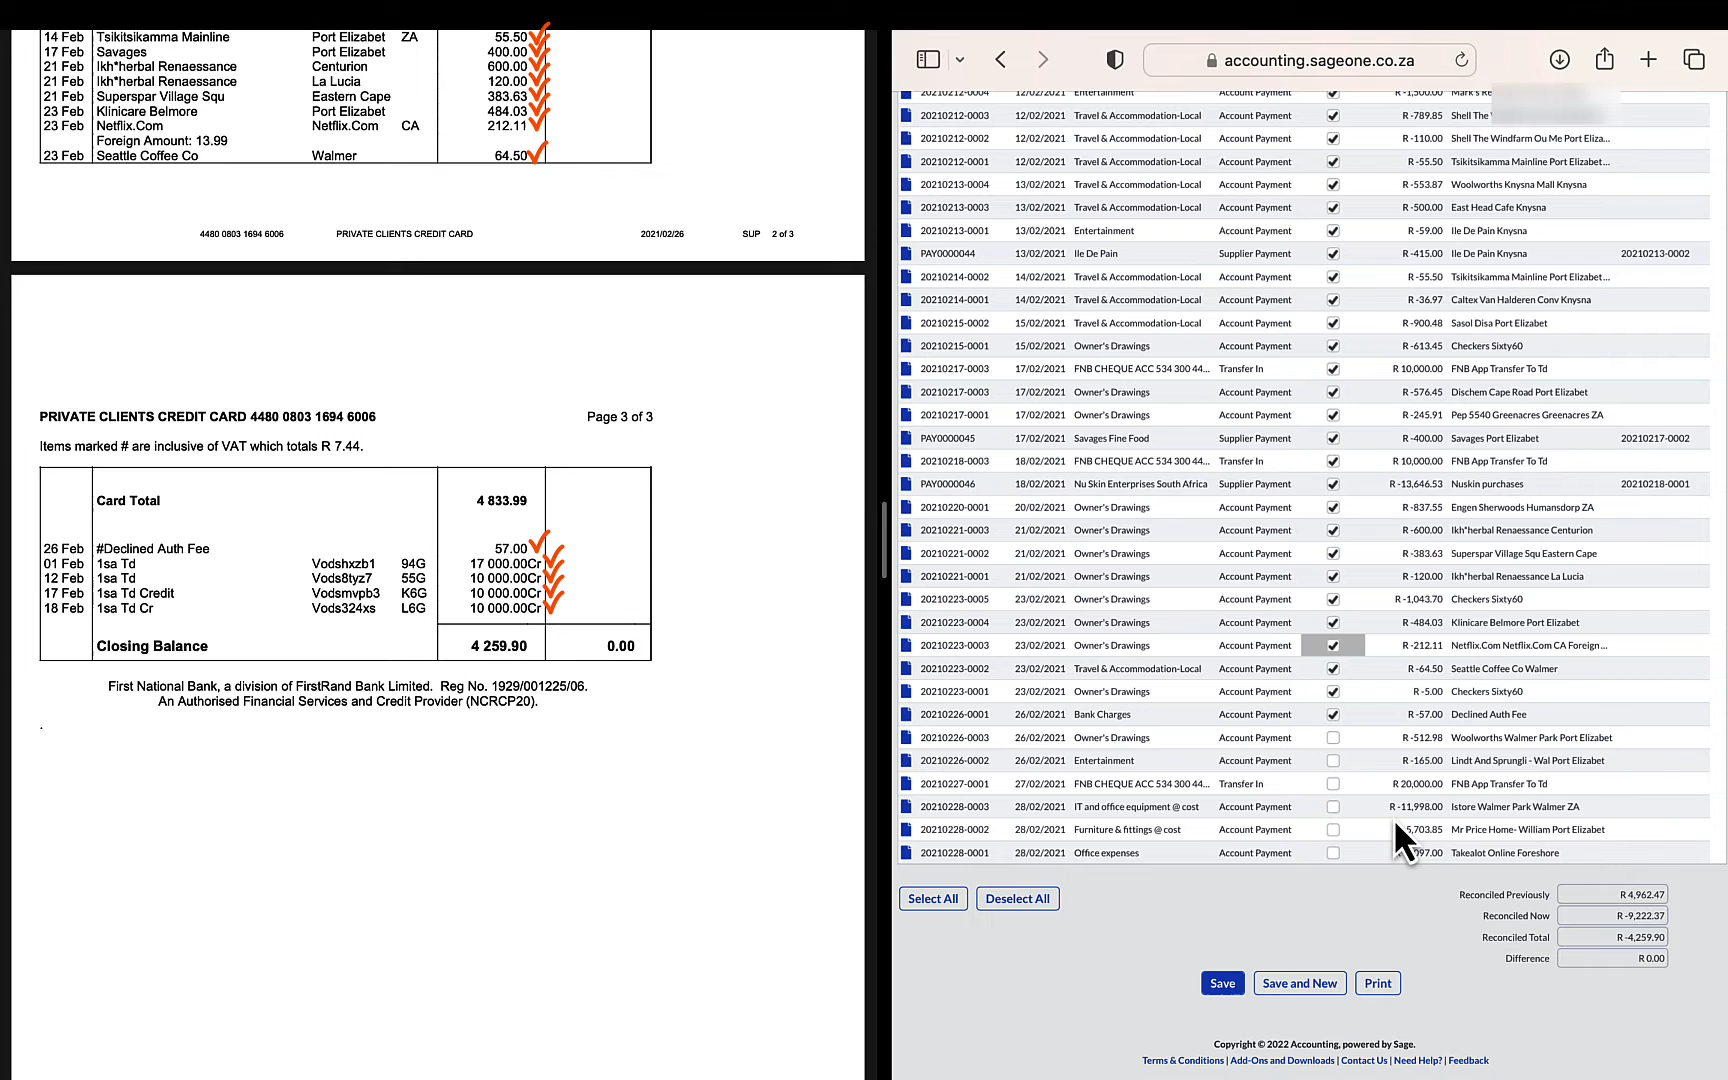 14 Feb Tsikitsikamma Mainline Port Elizabet ZA 55.50
17 Feb Savages Port Elizabet 400.00
21 Feb Ikh*herbal Renaessance Centurion 600.00
21 Feb Ikh*herbal Renaessance La Lucia 120.00
21 Feb Superspar Village Squ Eastern Cape 383.63
23 Feb Klinicare Belmore Port Elizabet 484.03
23 Feb Netflix.Com Netflix.Com CA 212.11
Foreign Amount: 13.99
23 Feb Seattle Coffee Co Walmer 64.50
4480 0803 1694 6006 PRIVATE CLIENTS CREDIT CARD 2021/02/26 SUP 2 of 3
PRIVATE CLIENTS CREDIT CARD 4480 0803 1694 6006 Page 3 of 3
Items marked # are inclusive of VAT which totals R 7.44.
Card Total 4 833.99
26 Feb #Declined Auth Fee 57.00
01 Feb 1sa Td Vodshxzb1 94G 17 000.00Cr
12 Feb 1sa Td Vods8tyz7 55G 10 000.00Cr
17 Feb 1sa Td Credit Vodsmvpb3 K6G 10 000.00Cr
18 Feb 1sa Td Cr Vods324xs L6G 10 000.00Cr
Closing Balance 4 259.90 0.00
First National Bank, a division of FirstRand Bank Limited. Reg No. 1929/001225/06.
An Authorised Financial Services and Credit Provider (NCRCP20).
.
accounting.sageone.co.za
20210212-0004 12/02/2021 Entertainment Account Payment R -1,500.00 Mark's
20210212-0003 12/02/2021 Travel & Accommodation-Local Account Payment R -789.85 Shell The
20210212-0002 12/02/2021 Travel & Accommodation-Local Account Payment R -110.00 Shell The Windfarm Ou Me Port Eliza...
20210212-0001 12/02/2021 Travel & Accommodation-Local Account Payment R -55.50 Tsikitsikamma Mainline Port Elizabet...
20210213-0004 13/02/2021 Travel & Accommodation-Local Account Payment R -553.87 Woolworths Knysna Mall Knysna
20210213-0003 13/02/2021 Travel & Accommodation-Local Account Payment R -500.00 East Head Cafe Knysna
20210213-0001 13/02/2021 Entertainment Account Payment R -59.00 Ile De Pain Knysna
PAY0000044 13/02/2021 Ile De Pain Supplier Payment R -415.00 Ile De Pain Knysna 20210213-0002
20210214-0002 14/02/2021 Travel & Accommodation-Local Account Payment R -55.50 Tsikitsikamma Mainline Port Elizabet...
20210214-0001 14/02/2021 Travel & Accommodation-Local Account Payment R -36.97 Caltex Van Halderen Conv Knysna
20210215-0002 15/02/2021 Travel & Accommodation-Local Account Payment R -900.48 Sasol Disa Port Elizabet
20210215-0001 15/02/2021 Owner's Drawings Account Payment R -613.45 Checkers Sixty60
20210217-0003 17/02/2021 FNB CHEQUE ACC 534 300 44... Transfer In R 10,000.00 FNB App Transfer To Td
20210217-0003 17/02/2021 Owner's Drawings Account Payment R -576.45 Dischem Cape Road Port Elizabet
20210217-0001 17/02/2021 Owner's Drawings Account Payment R -245.91 Pep 5540 Greenacres Greenacres ZA
PAY0000045 17/02/2021 Savages Fine Food Supplier Payment R -400.00 Savages Port Elizabet 20210217-0002
20210218-0003 18/02/2021 FNB CHEQUE ACC 534 300 44... Transfer In R 10,000.00 FNB App Transfer To Td
PAY0000046 18/02/2021 Nu Skin Enterprises South Africa Supplier Payment R -13,646.53 Nuskin purchases 20210218-0001
20210220-0001 20/02/2021 Owner's Drawings Account Payment R -837.55 Engen Sherwoods Humansdorp ZA
20210221-0003 21/02/2021 Owner's Drawings Account Payment R -600.00 Ikh*herbal Renaessance Centurion
20210221-0002 21/02/2021 Owner's Drawings Account Payment R -383.63 Superspar Village Squ Eastern Cape
20210221-0001 21/02/2021 Owner's Drawings Account Payment R -120.00 Ikh*herbal Renaessance La Lucia
20210223-0005 23/02/2021 Owner's Drawings Account Payment R -1,043.70 Checkers Sixty60
20210223-0004 23/02/2021 Owner's Drawings Account Payment R -484.03 Klinicare Belmore Port Elizabet
20210223-0003 23/02/2021 Owner's Drawings Account Payment R -212.11 Netflix.Com Netflix.Com CA Foreign...
20210223-0002 23/02/2021 Travel & Accommodation-Local Account Payment R -64.50 Seattle Coffee Co Walmer
20210223-0001 23/02/2021 Owner's Drawings Account Payment R -5.00 Checkers Sixty60
20210226-0001 26/02/2021 Bank Charges Account Payment R -57.00 Declined Auth Fee
20210226-0003 26/02/2021 Owner's Drawings Account Payment R -512.98 Woolworths Walmer Park Port Elizabet
20210226-0002 26/02/2021 Entertainment Account Payment R -165.00 Lindt And Sprungli - Wal Port Elizabet
20210227-0001 27/02/2021 FNB CHEQUE ACC 534 300 44... Transfer In R 20,000.00 FNB App Transfer To Td
20210228-0003 28/02/2021 IT and office equipment @ cost Account Payment R -11,998.00 Istore Walmer Park Walmer ZA
20210228-0002 28/02/2021 Furniture & fittings @ cost Account Payment 5,703.85 Mr Price Home- William Port Elizabet
20210228-0001 28/02/2021 Office expenses Account Payment 097.00 Takealot Online Foreshore
Select All Deselect All
Reconciled Previously R 4,962.47
Reconciled Now R -9,222.37
Reconciled Total R -4,259.90
Difference R 0.00
Save Save and New Print
Copyright © 2022 Accounting, powered by Sage.
Terms & Conditions | Add-Ons and Downloads | Contact Us | Need Help? | Feedback